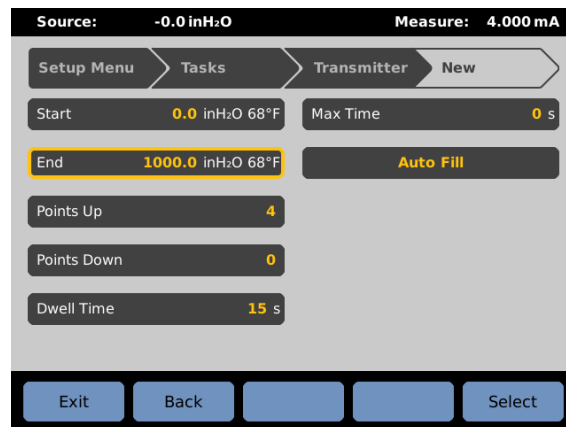 Source: -0.0 inH₂O Measure: 4.000 mA
Setup Menu Tasks Transmitter New
Start 0.0 inH₂O 68°F Max Time 0 s
End 1000.0 inH₂O 68°F Auto Fill
Points Up 4
Points Down 0
Dwell Time 15 s
Exit Back Select